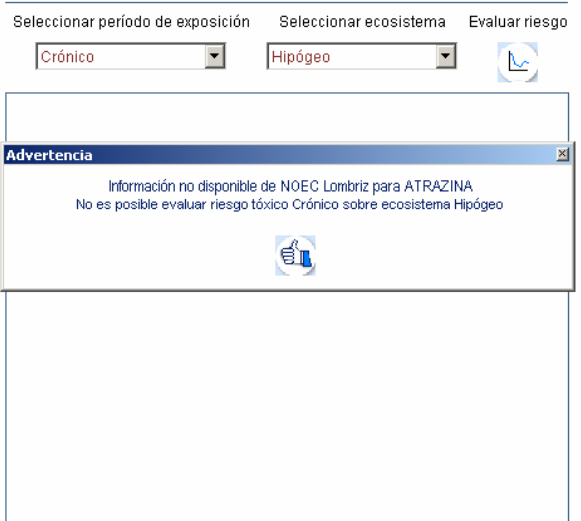 Seleccionar período de exposición Seleccionar ecosistema Evaluar riesgo
Crónico Hipógeo
Advertencia
Información no disponible de NOEC Lombriz para ATRAZINA
No es posible evaluar riesgo tóxico Crónico sobre ecosistema Hipógeo